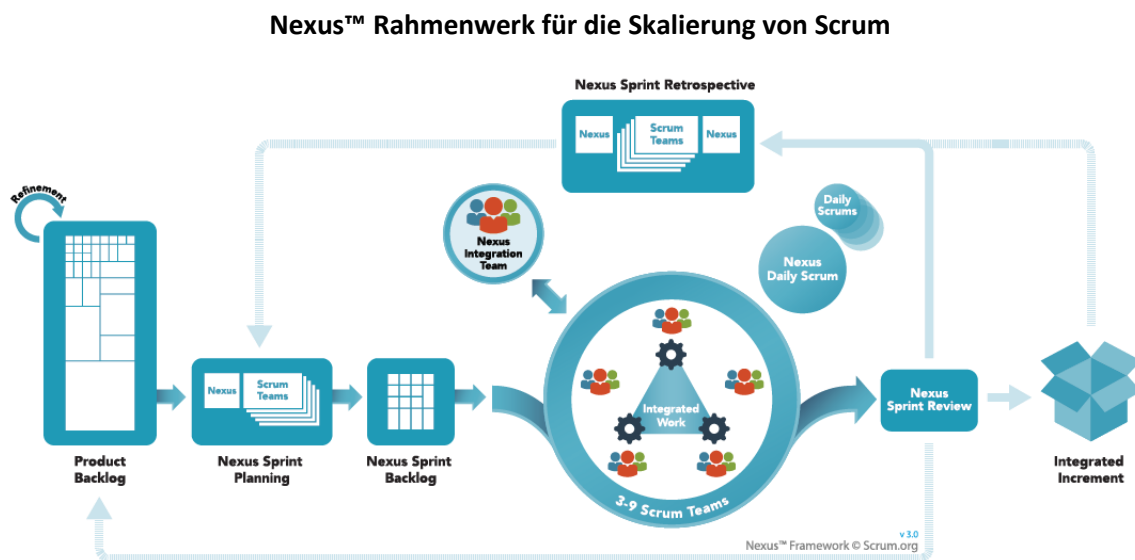 Nexus™ Rahmenwerk für die Skalierung von Scrum
Nexus Sprint Retrospective
Nexus
Scrum
Teams
Nexus
Refinement
Nexus
Integration
Team
Daily
Scrums
Nexus
Daily Scrum
Nexus
Scrum
Teams
Integrated
Work
Nexus
Sprint Review
Product
Backlog
Nexus Sprint
Planning
Nexus Sprint
Backlog
3-9 Scrum Teams
Integrated
Increment
v 3.0
Nexus™ Framework © Scrum.org